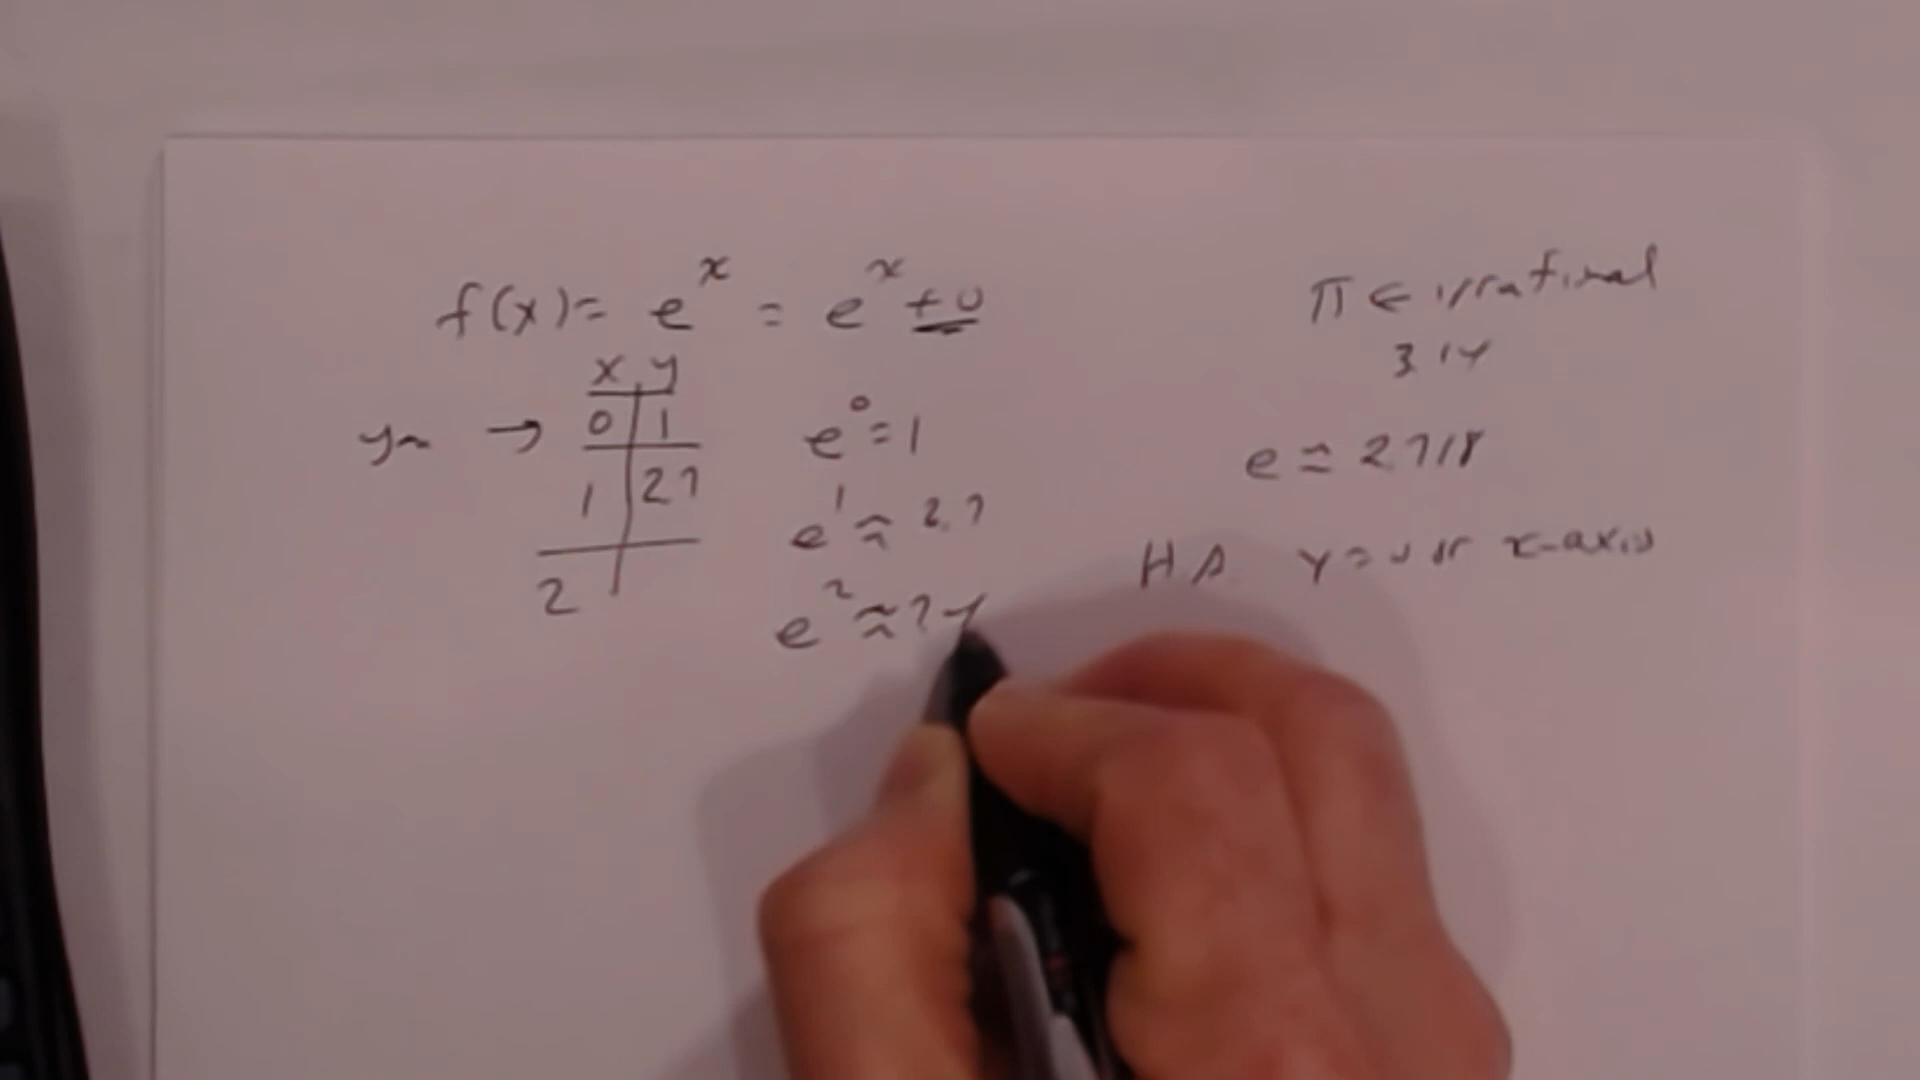 f(x) = e^x = e^x + 0
π ∈ irrational
3.14
x y
0 1
e^0 = 1
e ≈ 2.718
1 2.7
e^1 ≈ 2.7
HA y = 0 or x-axis
2
e^2 ≈ 7.4